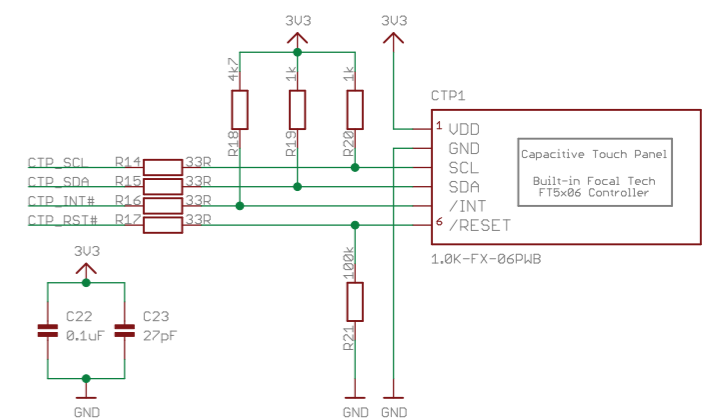 3V3
3V3
4k7
1k
1k
CTP1
R18
R19
R20
1 VDD
GND
SCL
SDA
/INT
6 /RESET
Capacitive Touch Panel
Built-in Focal Tech
FT5x06 Controller
CTP_SCL R14 33R
CTP_SDA R15 33R
CTP_INT# R16 33R
CTP_RST# R17 33R
1.0K-FX-06PWB
3V3
100k
R21
C22
0.1uF
C23
27pF
GND
GND
GND